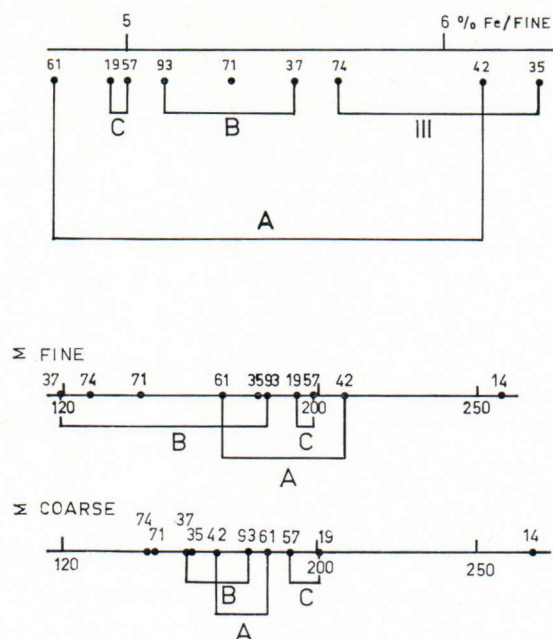 5 6 % Fe/FINE
61 19 57 93 71 37 74 42 35
C B III
A
Σ FINE
37 74 71 61 35 93 19 57 42 14
120 200 250
B C
A
Σ COARSE
74 37
71 35 42 93 61 57 19
120 200 250
B C
A